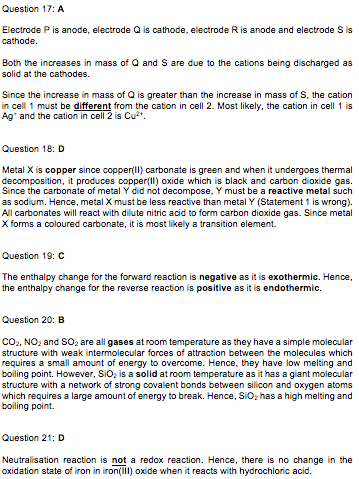 Question 17: A
Electrode P is anode, electrode Q is cathode, electrode R is anode and electrode S is
cathode.
Both the increases in mass of Q and S are due to the cations being discharged as
solid at the cathodes.
Since the increase in mass of Q is greater than the increase in mass of S, the cation
in cell 1 must be different from the cation in cell 2. Most likely, the cation in cell 1 is
Ag⁺ and the cation in cell 2 is Cu²⁺.
Question 18: D
Metal X is copper since copper(II) carbonate is green and when it undergoes thermal
decomposition, it produces copper(II) oxide which is black and carbon dioxide gas.
Since the carbonate of metal Y did not decompose, Y must be a reactive metal such
as sodium. Hence, metal X must be less reactive than metal Y (Statement 1 is wrong).
All carbonates will react with dilute nitric acid to form carbon dioxide gas. Since metal
X forms a coloured carbonate, it is most likely a transition element.
Question 19: C
The enthalpy change for the forward reaction is negative as it is exothermic. Hence,
the enthalpy change for the reverse reaction is positive as it is endothermic.
Question 20: B
CO₂, NO₂ and SO₂ are all gases at room temperature as they have a simple molecular
structure with weak intermolecular forces of attraction between the molecules which
requires a small amount of energy to overcome. Hence, they have low melting and
boiling point. However, SiO₂ is a solid at room temperature as it has a giant molecular
structure with a network of strong covalent bonds between silicon and oxygen atoms
which requires a large amount of energy to break. Hence, SiO₂ has a high melting and
boiling point.
Question 21: D
Neutralisation reaction is not a redox reaction. Hence, there is no change in the
oxidation state of iron in iron(III) oxide when it reacts with hydrochloric acid.